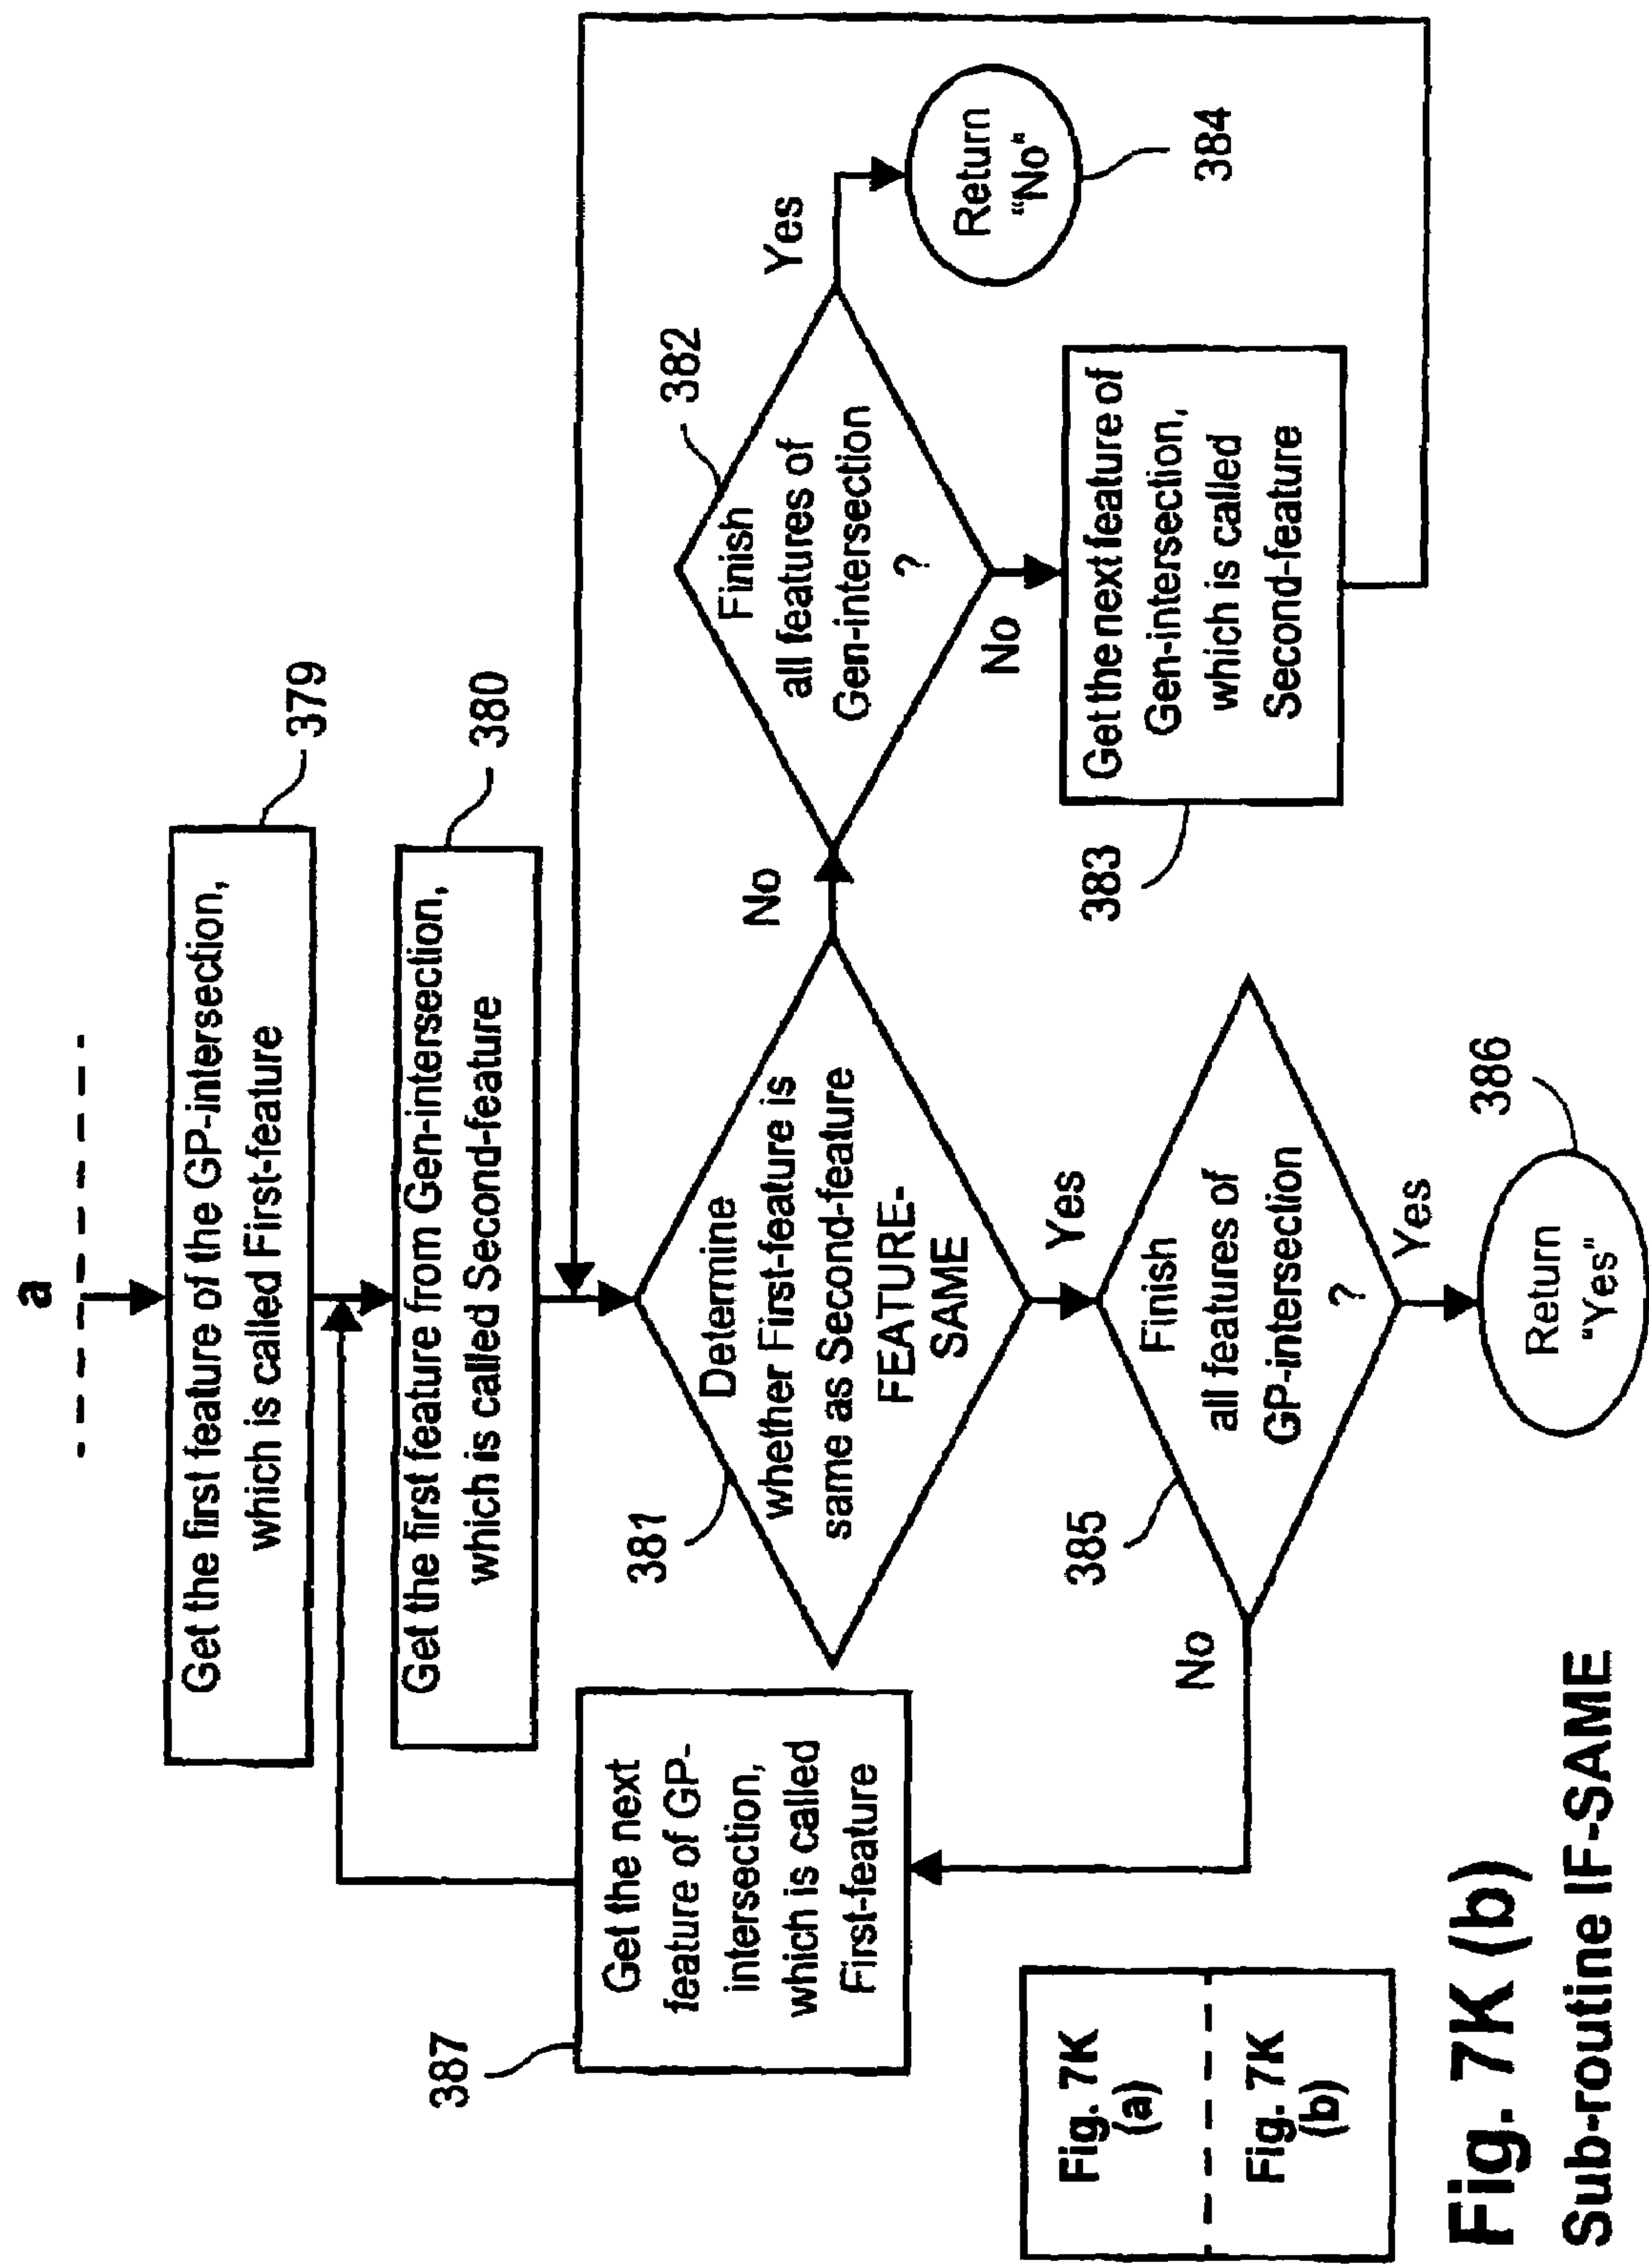 a
Get the first feature of the GP-intersection,
which is called First-feature
379
Get the first feature from Gen-intersection,
which is called Second-feature
380
Determine
whether First-feature is
same as Second-feature
FEATURE-
SAME
381
No
Yes
Finish
all features of
Gen-intersection
?
382
Yes
No
Return
“No“
384
Get the next feature of
Gen-intersection,
which is called
Second-feature
383
Finish
all features of
GP-intersection
?
385
No
Yes
Return
“Yes”
386
Get the next
feature of GP-
intersection,
which is called
First-feature
387
Fig. 7K
(a)
Fig. 7K
(b)
Fig. 7K (b)
Sub-routine IF-SAME